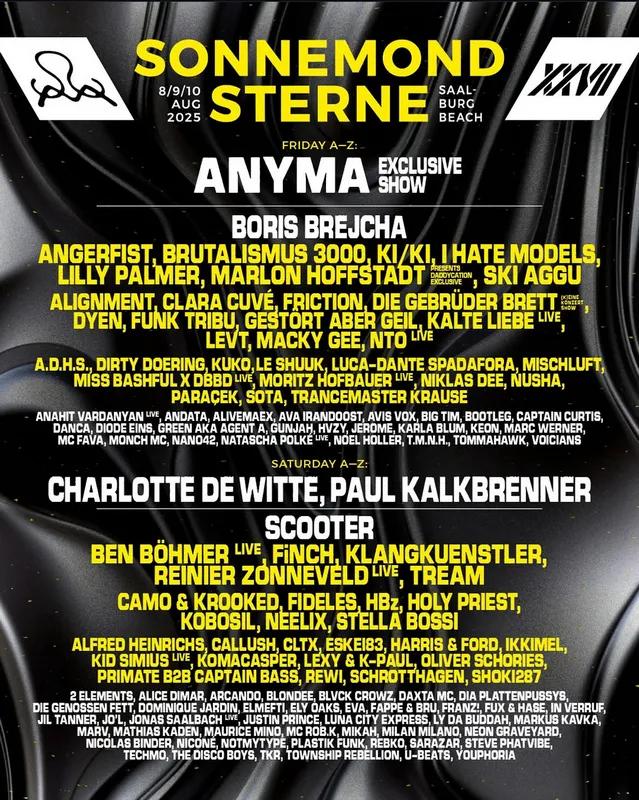 SONNEMOND
8/9/10
AUG
2025
STERNE
SAAL-
BURG
BEACH
XXVII
FRIDAY A–Z:
ANYMA EXCLUSIVE SHOW
BORIS BREJCHA
ANGERFIST, BRUTALISMUS 3000, KI/KI, I HATE MODELS,
LILLY PALMER, MARLON HOFFSTADT PRESENTS DADDYCATION EXCLUSIVE, SKI AGGU
ALIGNMENT, CLARA CUVÉ, FRICTION, DIE GEBRÜDER BRETT (K)EINE KONZERT SHOW,
DYEN, FUNK TRIBU, GESTÖRT ABER GEIL, KALTE LIEBE LIVE,
LEVT, MACKY GEE, NTO LIVE
A.D.H.S., DIRTY DOERING, KUKO, LE SHUUK, LUCA-DANTE SPADAFORA, MISCHLUFT,
MISS BASHFUL X DBBD LIVE, MORITZ HOFBAUER LIVE, NIKLAS DEE, NUSHA,
PARAÇEK, SOTA, TRANCEMASTER KRAUSE
ANAHIT VARDANYAN LIVE, ANDATA, ALIVEMAEX, AVA IRANDOOST, AVIS VOX, BIG TIM, BOOTLEG, CAPTAIN CURTIS,
DANCA, DIODE EINS, GREEN AKA AGENT A, GUNJAH, HVZY, JEROME, KARLA BLUM, KEON, MARC WERNER,
MC FAVA, MONCH MC, NANO42, NATASCHA POLKÉ LIVE, NOEL HOLLER, T.M.N.H., TOMMAHAWK, VOICIANS
SATURDAY A–Z:
CHARLOTTE DE WITTE, PAUL KALKBRENNER
SCOOTER
BEN BÖHMER LIVE, FiNCH, KLANGKUENSTLER,
REINIER ZONNEVELD LIVE, TREAM
CAMO & KROOKED, FIDELES, HBz, HOLY PRIEST,
KOBOSIL, NEELIX, STELLA BOSSI
ALFRED HEINRICHS, CALLUSH, CLTX, ESKEI83, HARRIS & FORD, IKKIMEL,
KID SIMIUS LIVE, KOMACASPER, LEXY & K-PAUL, OLIVER SCHORIES,
PRIMATE B2B CAPTAIN BASS, REWI, SCHROTTHAGEN, SHOKI287
2 ELEMENTS, ALICE DIMAR, ARCANDO, BLONDEE, BLVCK CROWZ, DAXTA MC, DIA PLATTENPUSSYS,
DIE GENOSSEN FETT, DOMINIQUE JARDIN, ELMEFTI, ELY OAKS, EVA, FAPPE & BRU, FRANZ!, FUX & HASE, IN VERRUF,
JIL TANNER, JO'L, JONAS SAALBACH LIVE, JUSTIN PRINCE, LUNA CITY EXPRESS, LY DA BUDDAH, MARKUS KAVKA,
MARV, MATHIAS KADEN, MAURICE MINO, MC ROB.K, MIKAH, MILAN MILANO, NEON GRAVEYARD,
NICOLAS BINDER, NICONÉ, NOTMYTYPE, PLASTIK FUNK, REBKO, SARAZAR, STEVE PHATVIBE,
TECHMO, THE DISCO BOYS, TKR, TOWNSHIP REBELLION, U-BEATS, YOUPHORIA